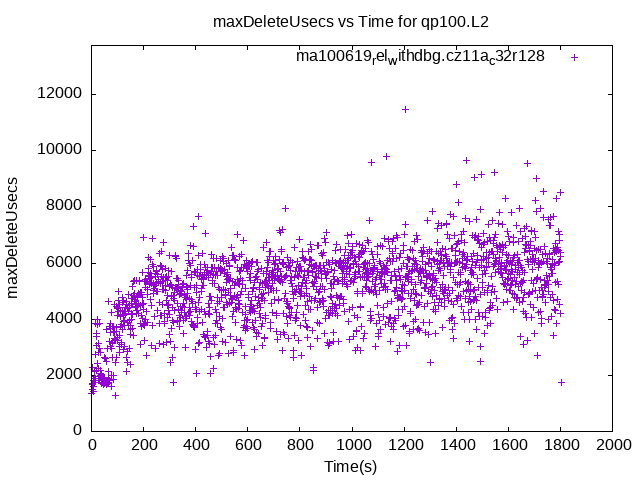 maxDeleteUsecs vs Time for qp100.L2
ma100619relwithdbg.cz11ac32r128
12000
10000
8000
6000
4000
2000
0
maxDeleteUsecs
0 200 400 600 800 1000 1200 1400 1600 1800 2000
Time(s)